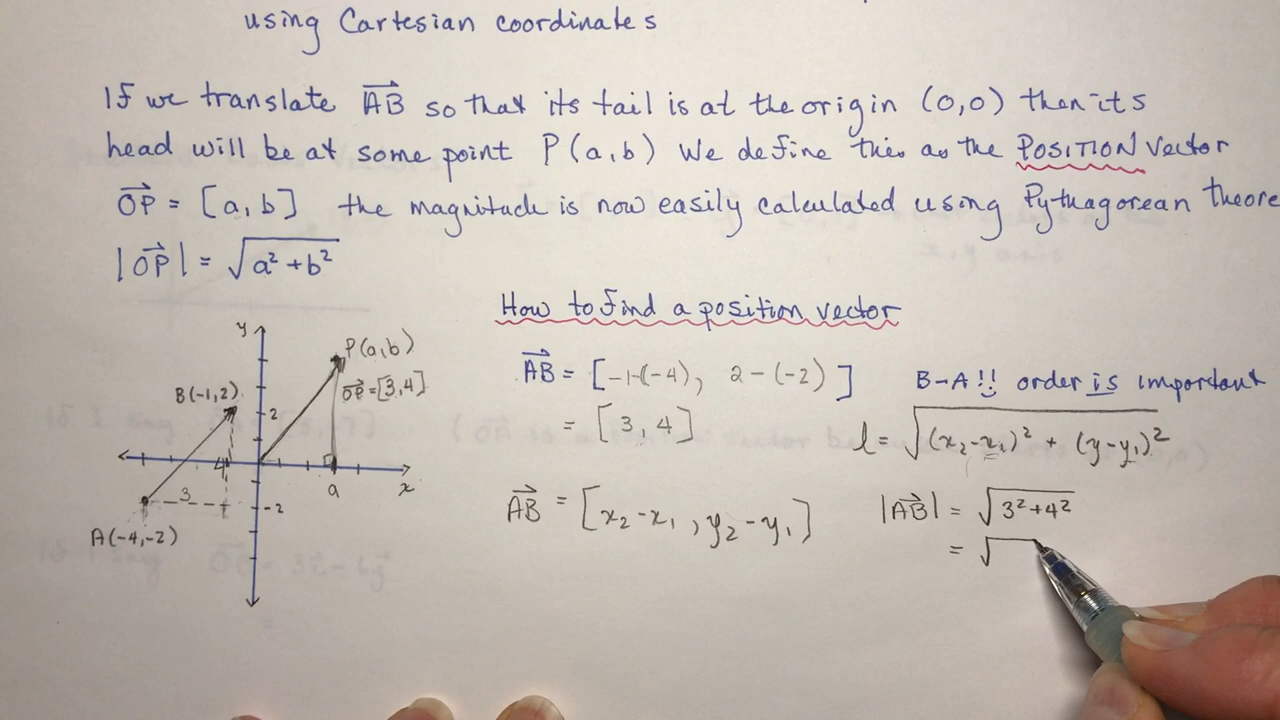 using Cartesian coordinates
If we translate AB so that its tail is at the origin (0,0) then its
head will be at some point P(a,b) We define this as the POSITION vector
OP = [a,b] the magnitude is now easily calculated using Pythagorean theore
|OP| = √a²+b²
How to find a position vector
y
P(a,b)
OP=[3,4]
B(-1,2)
2
4
3
a
x
-2
A(-4,-2)
AB = [-1-(-4), 2-(-2)]
B-A!! order is important
= [3,4]
l = √(x₂-x₁)² + (y-y₁)²
AB = [x₂-x₁, y₂-y₁]
|AB| = √3²+4²
= √